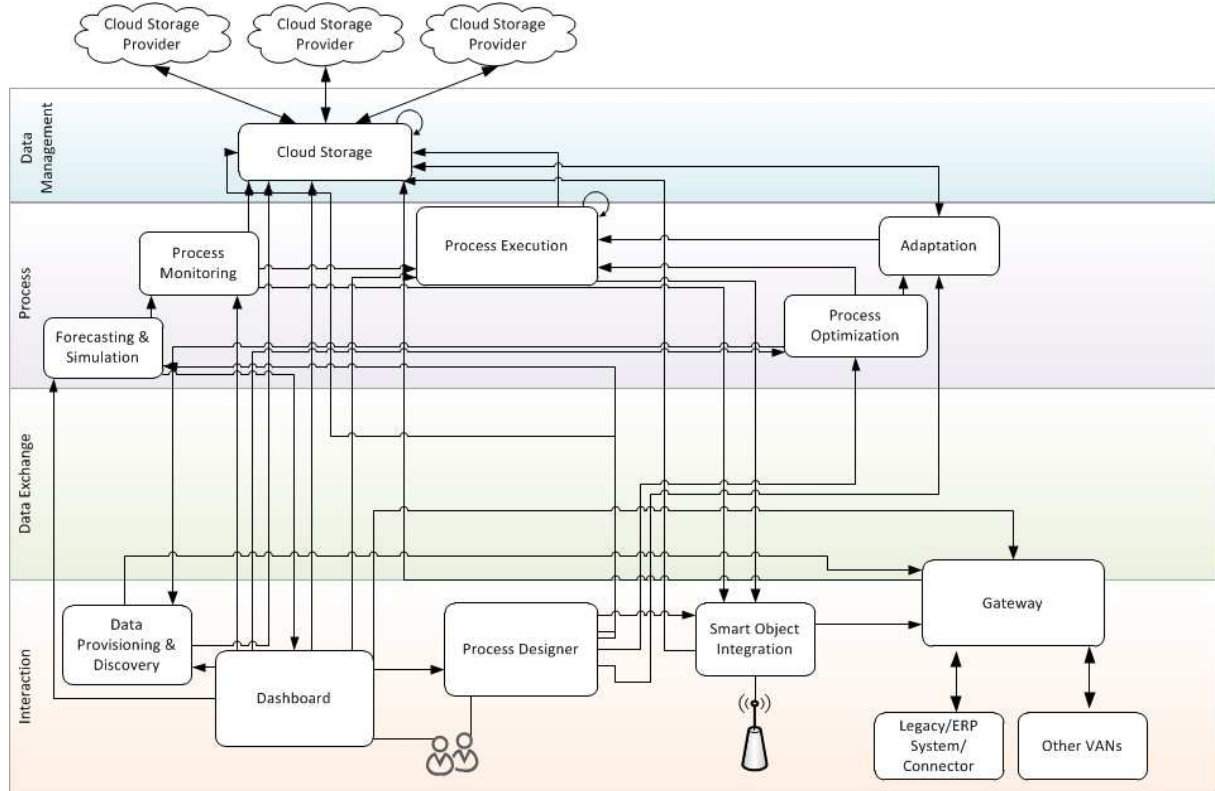 Cloud Storage
Provider
Cloud Storage
Provider
Cloud Storage
Provider
Data
Management
Cloud Storage
Process
Process
Monitoring
Process Execution
Adaptation
Forecasting &
Simulation
Process
Optimization
Data Exchange
Interaction
Data
Provisioning &
Discovery
Dashboard
Process Designer
Smart Object
Integration
Gateway
Legacy/ERP
System/
Connector
Other VANs